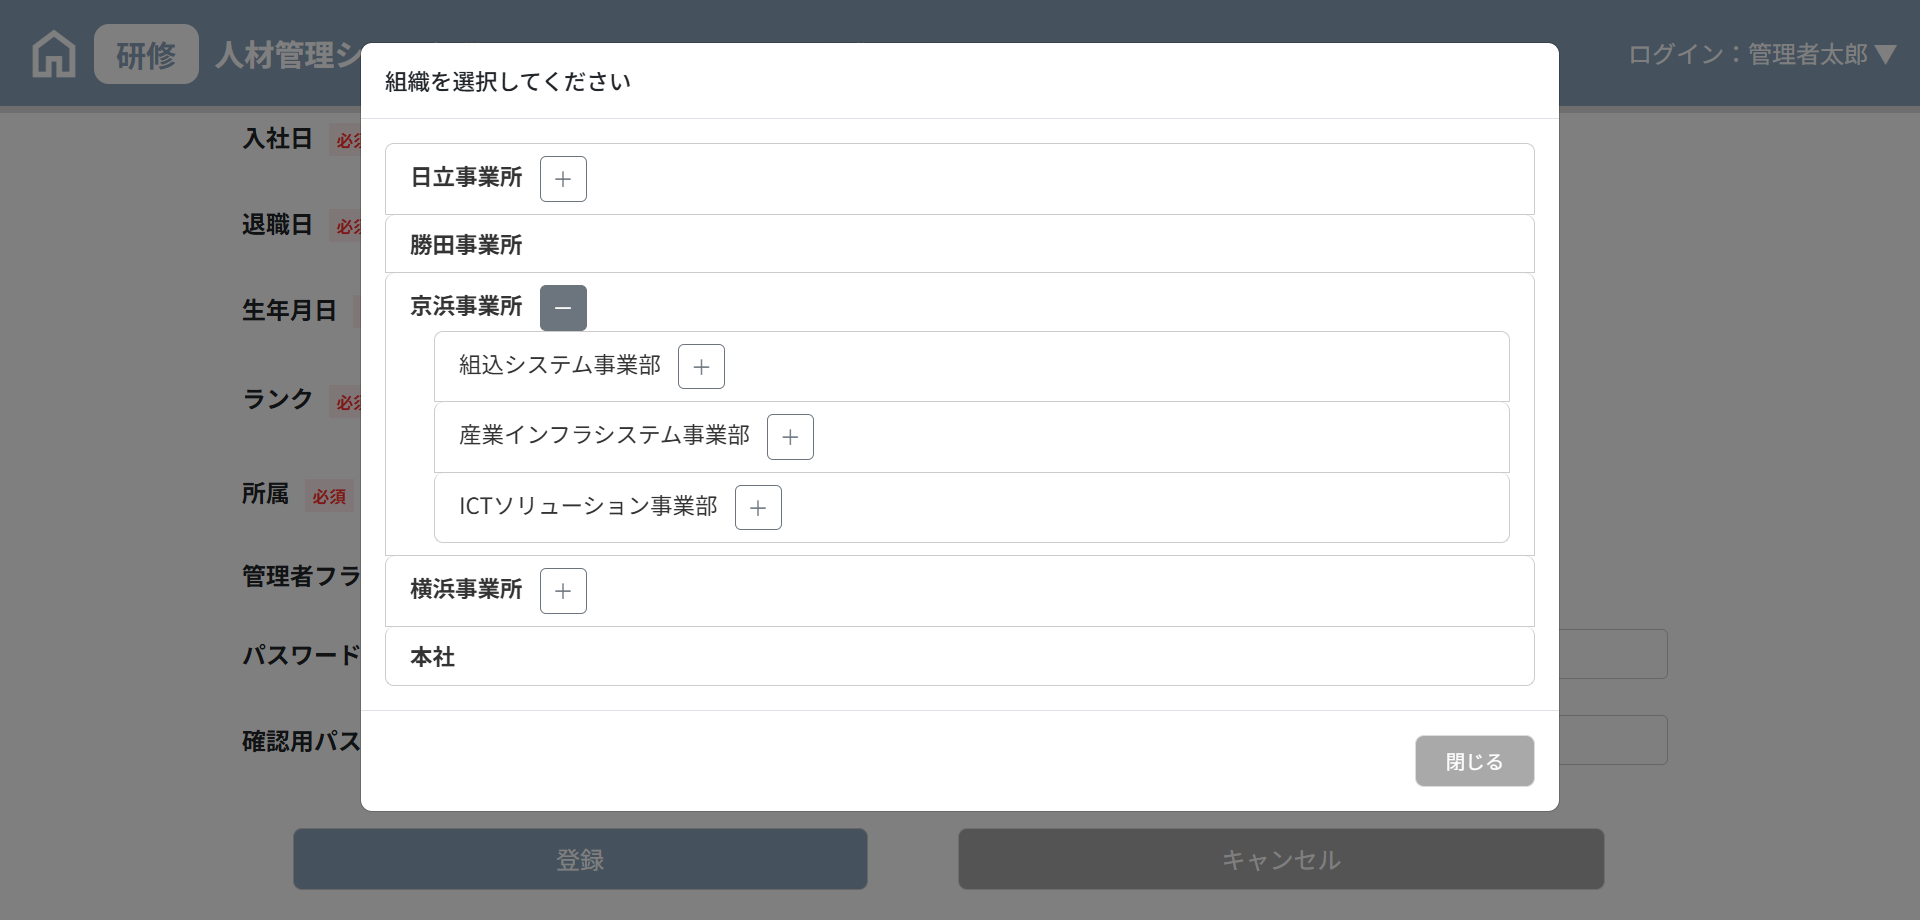 研修
人材管理シ
ログイン：管理者太郎▼
組織を選択してください
入社日 必須
退職日 必須
生年月日
ランク 必須
所属 必須
管理者フラ
パスワード
確認用パス
日立事業所 +
勝田事業所
京浜事業所 −
組込システム事業部 +
産業インフラシステム事業部 +
ICTソリューション事業部 +
横浜事業所 +
本社
閉じる
登録
キャンセル